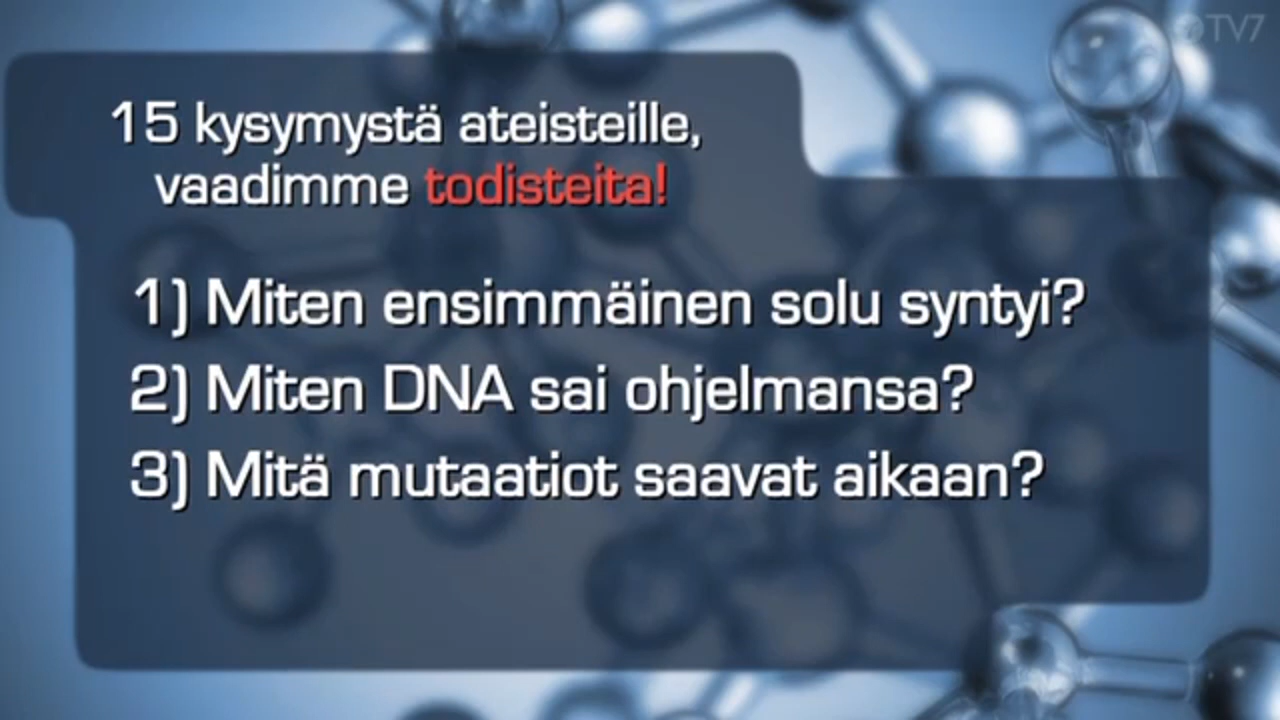 TV7
15 kysymystä ateisteille,
vaadimme todisteita!
1) Miten ensimmäinen solu syntyi?
2) Miten DNA sai ohjelmansa?
3) Mitä mutaatiot saavat aikaan?